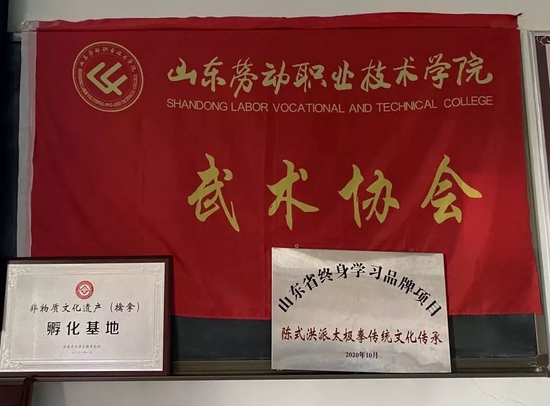 山东劳动职业技术学院
SHANDONG LABOR VOCATIONAL AND TECHNICAL COLLEGE
武术协会
非物质文化遗产（擒拿）
孵化基地
山东省终身学习品牌项目
陈式洪派太极拳传统文化传承
2020年10月